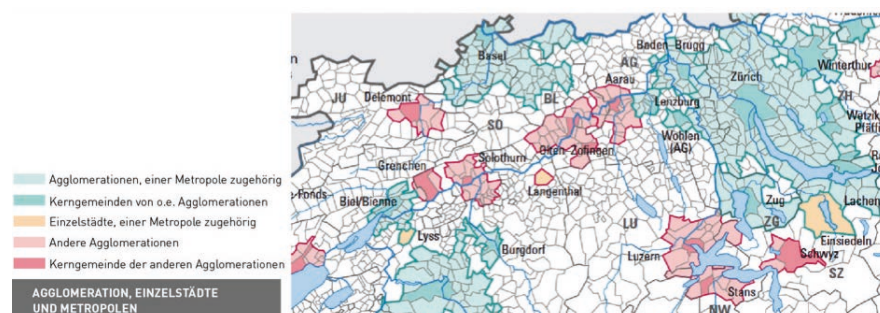 Basel
Baden
Brugg
AG
Aarau
Zürich
Winterthur
JU
Delémont
BL
Lenzburg
ZH
SO
Wohlen
(AG)
Olten-Zofingen
Grenchen
Solothurn
Langenthal
Biel/Bienne
Zug
Lachen
Lyss
LU
ZG
Burgdorf
Luzern
Einsiedeln
Schwyz
SZ
Stans
NW
Agglomerationen, einer Metropole zugehörig
Kerngemeinden von o.e. Agglomerationen
Einzelstädte, einer Metropole zugehörig
Andere Agglomerationen
Kerngemeinde der anderen Agglomerationen
AGGLOMERATION, EINZELSTÄDTE
UND METROPOLEN